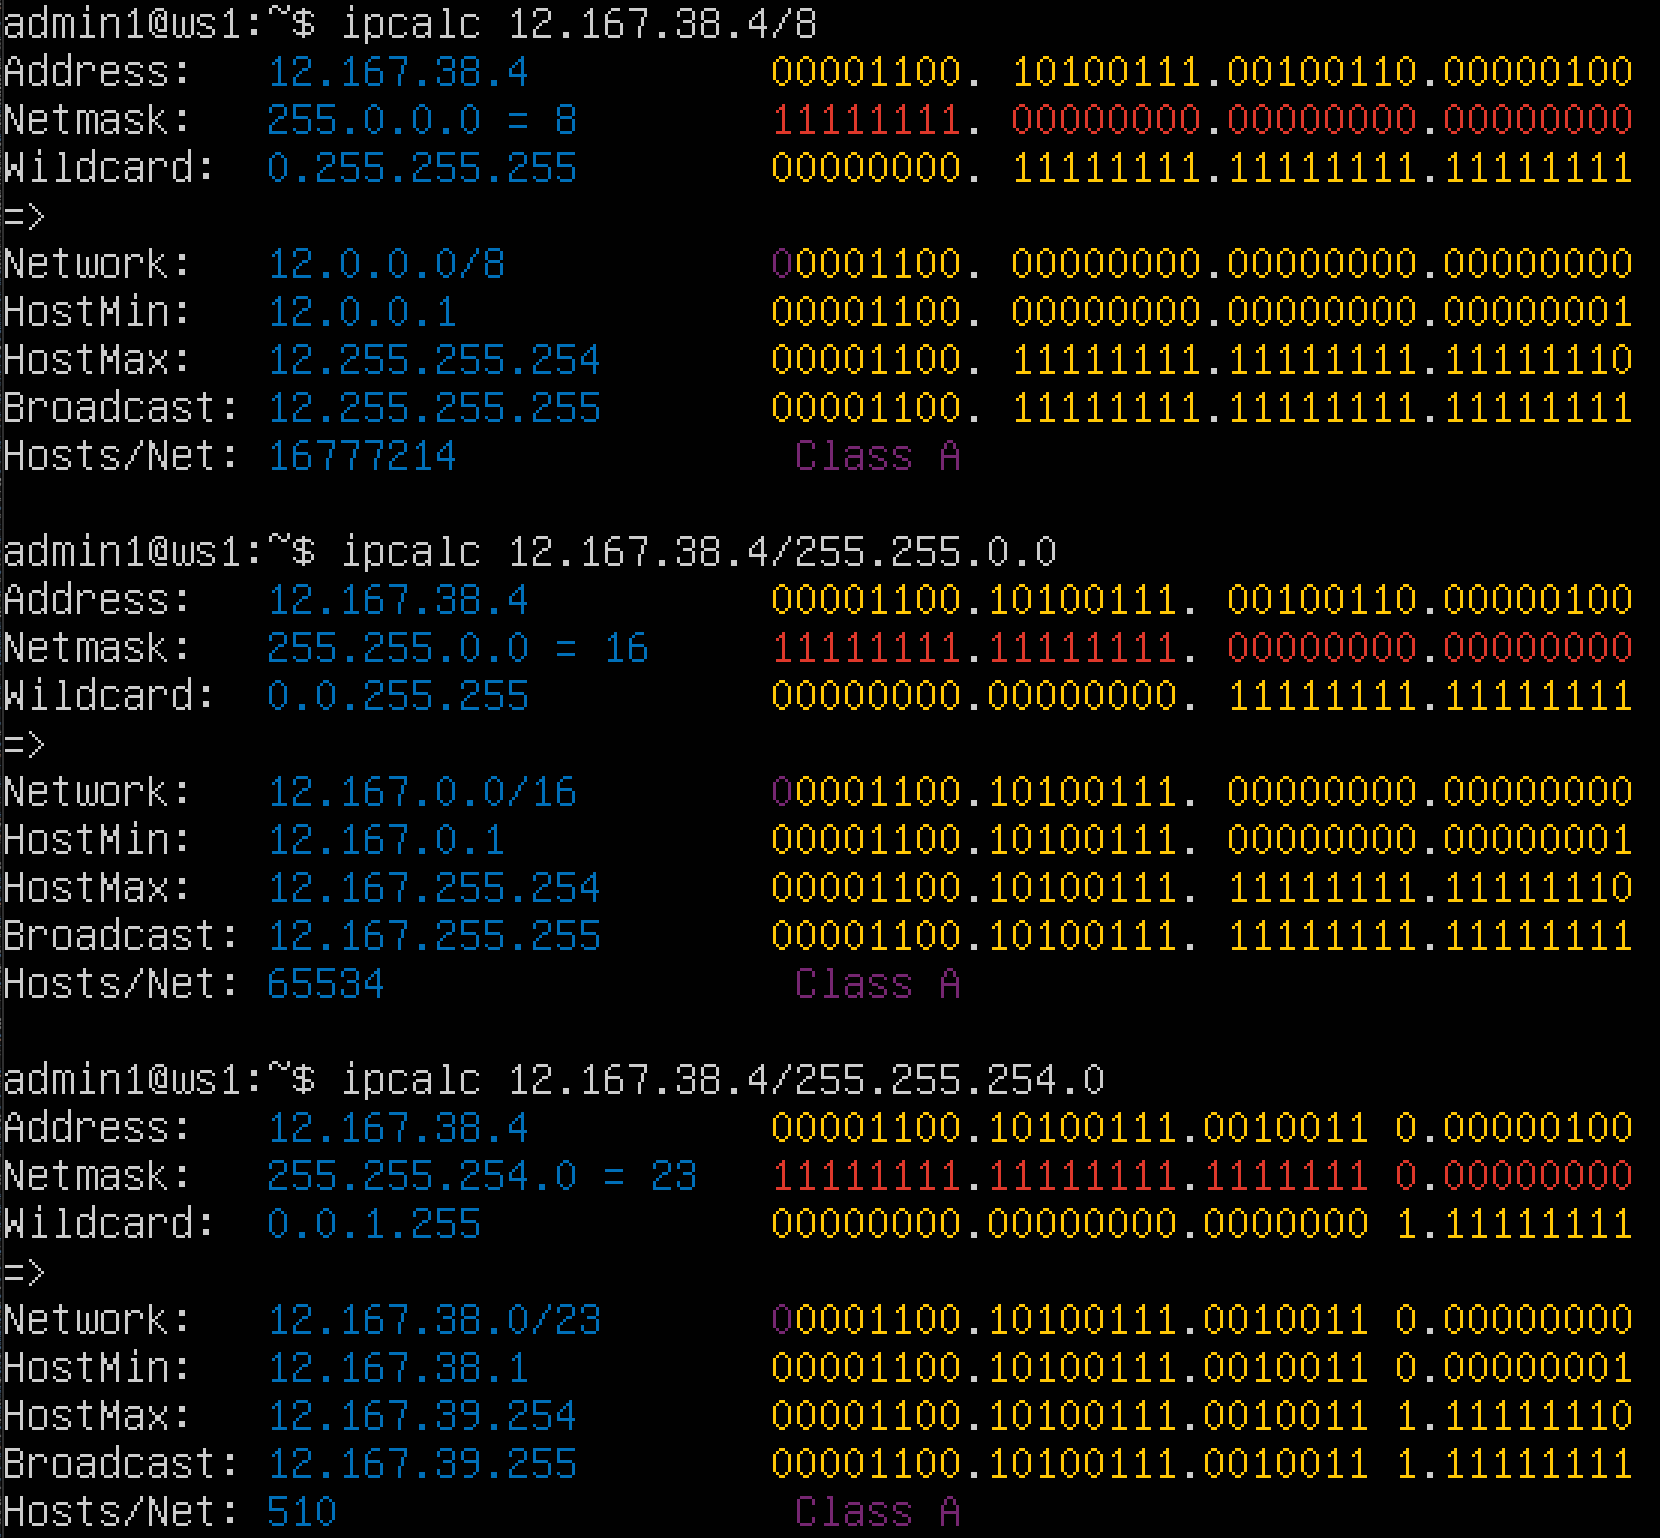 admin1@ws1:~$ ipcalc 12.167.38.4/8
Address:   12.167.38.4          00001100. 10100111.00100110.00000100
Netmask:   255.0.0.0 = 8        11111111. 00000000.00000000.00000000
Wildcard:  0.255.255.255        00000000. 11111111.11111111.11111111
=>
Network:   12.0.0.0/8           00001100. 00000000.00000000.00000000
HostMin:   12.0.0.1             00001100. 00000000.00000000.00000001
HostMax:   12.255.255.254       00001100. 11111111.11111111.11111110
Broadcast: 12.255.255.255       00001100. 11111111.11111111.11111111
Hosts/Net: 16777214              Class A
admin1@ws1:~$ ipcalc 12.167.38.4/255.255.0.0
Address:   12.167.38.4          00001100.10100111. 00100110.00000100
Netmask:   255.255.0.0 = 16     11111111.11111111. 00000000.00000000
Wildcard:  0.0.255.255          00000000.00000000. 11111111.11111111
=>
Network:   12.167.0.0/16        00001100.10100111. 00000000.00000000
HostMin:   12.167.0.1           00001100.10100111. 00000000.00000001
HostMax:   12.167.255.254       00001100.10100111. 11111111.11111110
Broadcast: 12.167.255.255       00001100.10100111. 11111111.11111111
Hosts/Net: 65534                 Class A
admin1@ws1:~$ ipcalc 12.167.38.4/255.255.254.0
Address:   12.167.38.4          00001100.10100111.0010011 0.00000100
Netmask:   255.255.254.0 = 23   11111111.11111111.1111111 0.00000000
Wildcard:  0.0.1.255            00000000.00000000.0000000 1.11111111
=>
Network:   12.167.38.0/23       00001100.10100111.0010011 0.00000000
HostMin:   12.167.38.1          00001100.10100111.0010011 0.00000001
HostMax:   12.167.39.254        00001100.10100111.0010011 1.11111110
Broadcast: 12.167.39.255        00001100.10100111.0010011 1.11111111
Hosts/Net: 510                   Class A